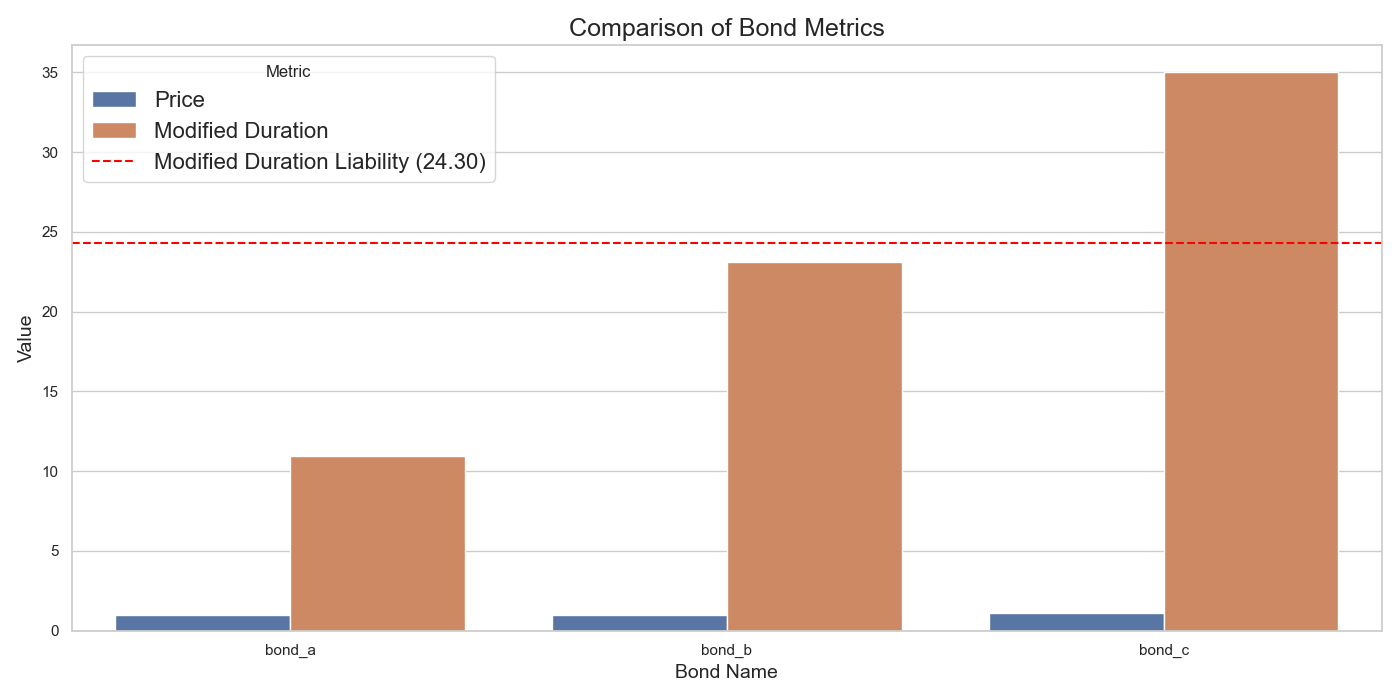 Comparison of Bond Metrics
Metric
Price
Modified Duration
Modified Duration Liability (24.30)
Value
35
30
25
20
15
10
5
0
bond_a bond_b bond_c
Bond Name